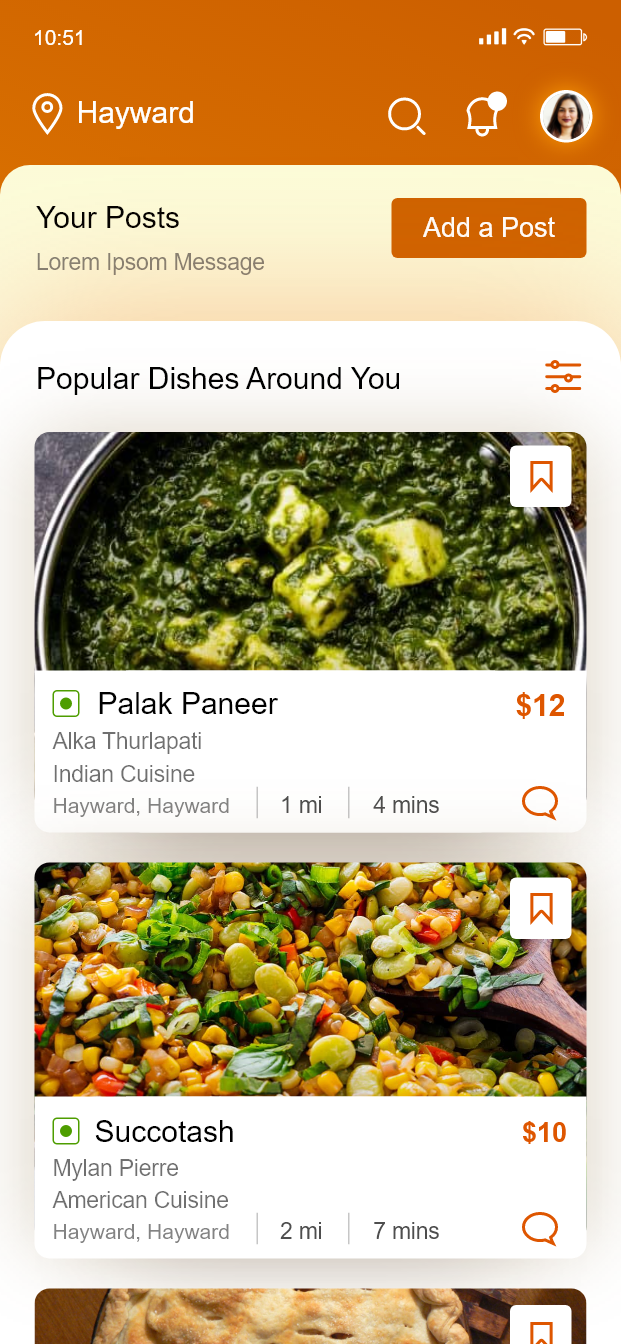 10:51
Hayward
Your Posts
Add a Post
Lorem Ipsom Message
Popular Dishes Around You
Palak Paneer
$12
Alka Thurlapati
Indian Cuisine
Hayward, Hayward
1 mi
4 mins
Succotash
$10
Mylan Pierre
American Cuisine
Hayward, Hayward
2 mi
7 mins